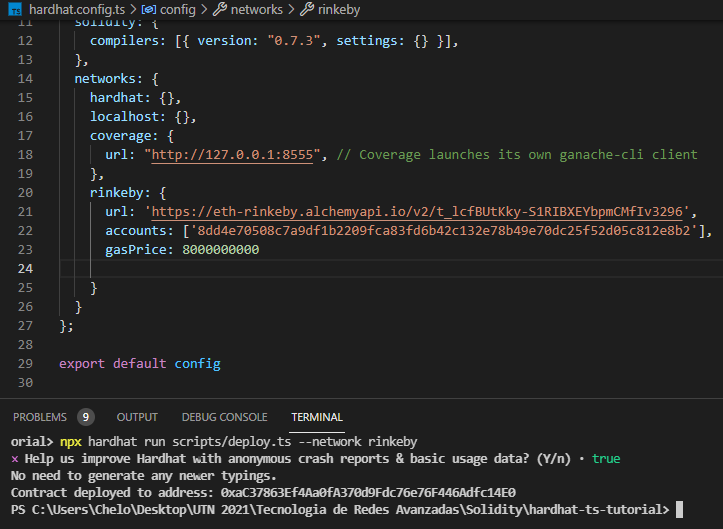 hardhat.config.ts > config > networks > rinkeby
11 solidity: {
12 compilers: [{ version: "0.7.3", settings: {} }],
13 },
14 networks: {
15 hardhat: {},
16 localhost: {},
17 coverage: {
18 url: "http://127.0.0.1:8555", // Coverage launches its own ganache-cli client
19 },
20 rinkeby: {
21 url: 'https://eth-rinkeby.alchemyapi.io/v2/t_lcfBUtKky-S1RIBXEYbpmCMfIv3296',
22 accounts: ['8dd4e70508c7a9df1b2209fca83fd6b42c132e78b49e70dc25f52d05c812e8b2'],
23 gasPrice: 8000000000
24
25 }
26 }
27 };
28
29 export default config
30
PROBLEMS 9 OUTPUT DEBUG CONSOLE TERMINAL
orial> npx hardhat run scripts/deploy.ts --network rinkeby
× Help us improve Hardhat with anonymous crash reports & basic usage data? (Y/n) · true
No need to generate any newer typings.
Contract deployed to address: 0xaC37863Ef4Aa0fA370d9Fdc76e76F446Adfc14E0
PS C:\Users\Chelo\Desktop\UTN 2021\Tecnologia de Redes Avanzadas\Solidity\hardhat-ts-tutorial>